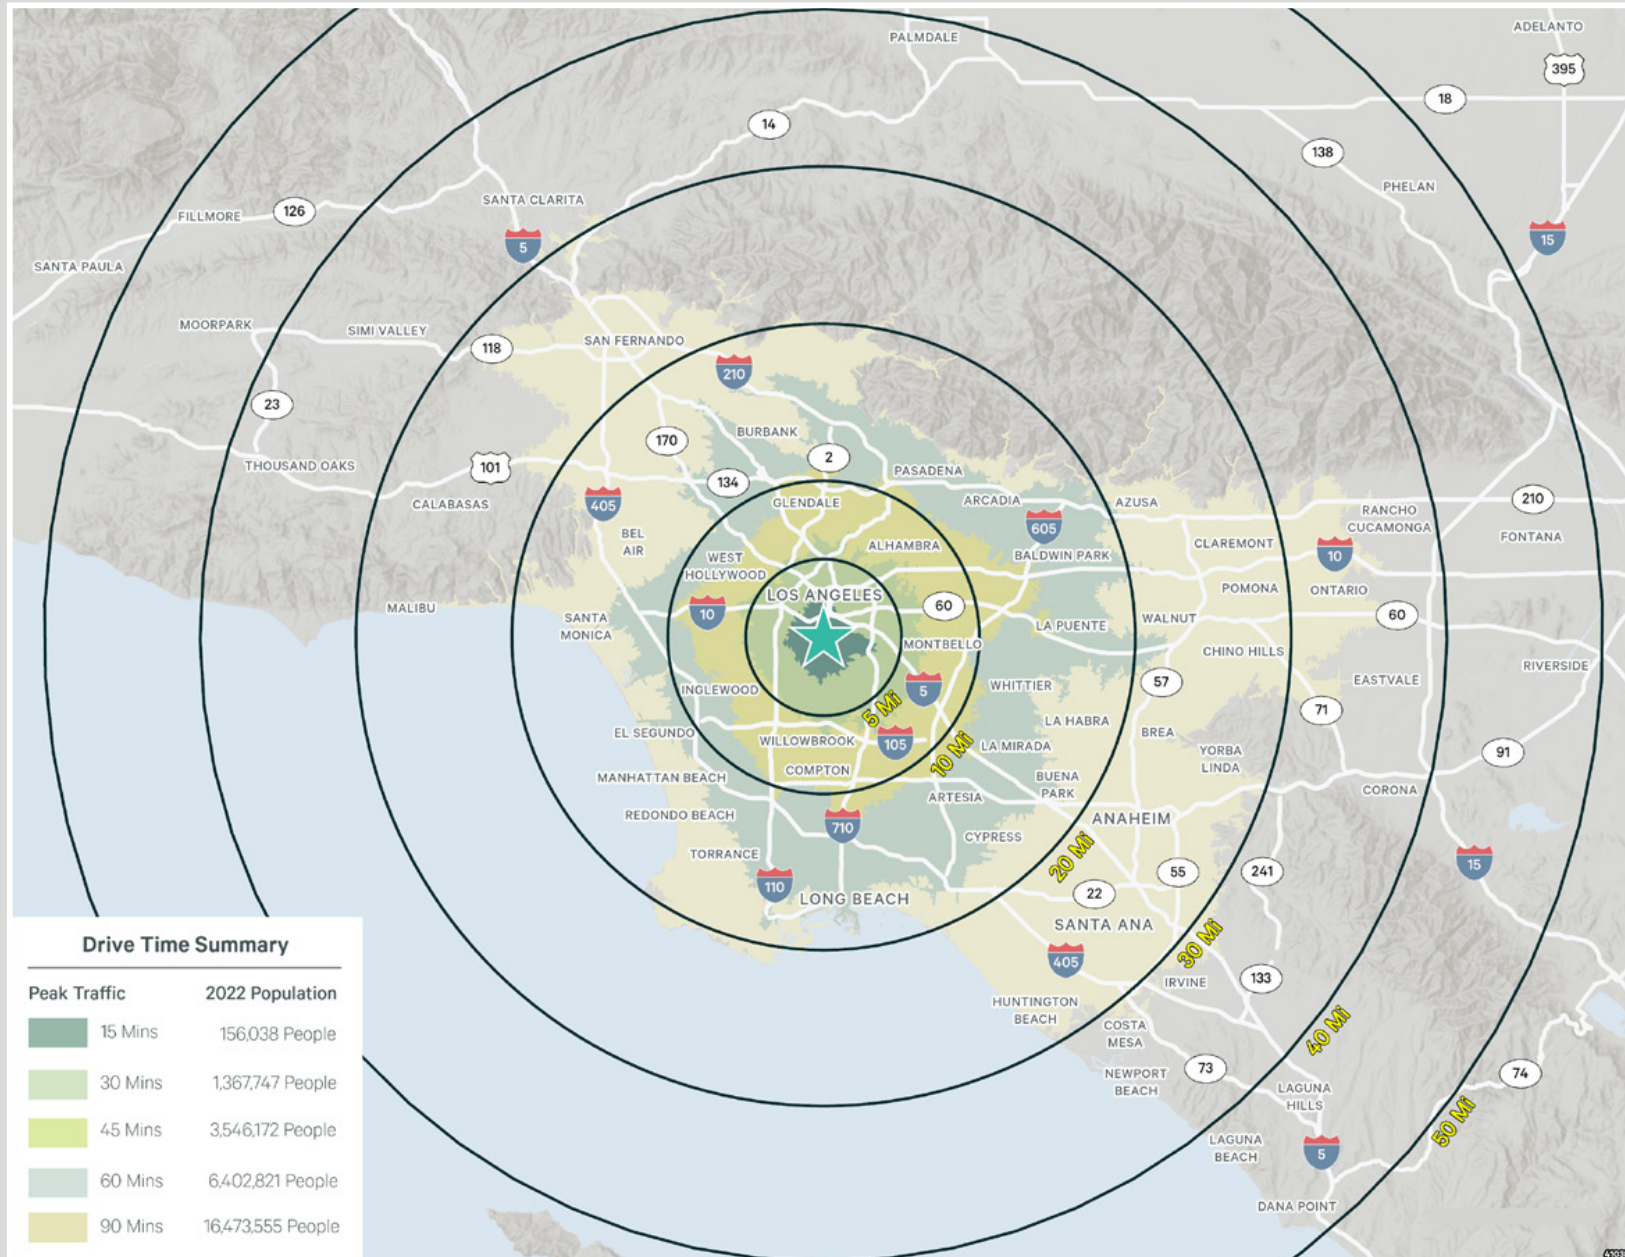 PALMDALE
ADELANTO
395
18
14
138
PHELAN
SANTA CLARITA
126
FILLMORE
5
15
SANTA PAULA
MOORPARK
SIMI VALLEY
118
SAN FERNANDO
210
23
170
BURBANK
2
THOUSAND OAKS
101
134
PASADENA
CALABASAS
405
GLENDALE
ARCADIA
AZUSA
210
RANCHO
CUCAMONGA
605
FONTANA
BEL
AIR
ALHAMBRA
CLAREMONT
10
WEST
HOLLYWOOD
BALDWIN PARK
POMONA
ONTARIO
LOS ANGELES
MALIBU
10
60
SANTA
MONICA
LA PUENTE
WALNUT
60
MONTBELLO
CHINO HILLS
RIVERSIDE
INGLEWOOD
5
WHITTIER
57
EASTVALE
5 Mi
71
EL SEGUNDO
WILLOWBROOK
105
LA HABRA
BREA
LA MIRADA
10 Mi
YORBA
LINDA
91
MANHATTAN BEACH
COMPTON
BUENA
PARK
CORONA
REDONDO BEACH
ARTESIA
710
ANAHEIM
CYPRESS
TORRANCE
20 Mi
15
110
55
241
22
LONG BEACH
SANTA ANA
30 Mi
405
133
IRVINE
HUNTINGTON
BEACH
COSTA
MESA
40 Mi
NEWPORT
BEACH
73
74
LAGUNA
HILLS
50 Mi
LAGUNA
BEACH
5
DANA POINT
Drive Time Summary
Peak Traffic 2022 Population
15 Mins 156,038 People
30 Mins 1,367,747 People
45 Mins 3,546,172 People
60 Mins 6,402,821 People
90 Mins 16,473,555 People